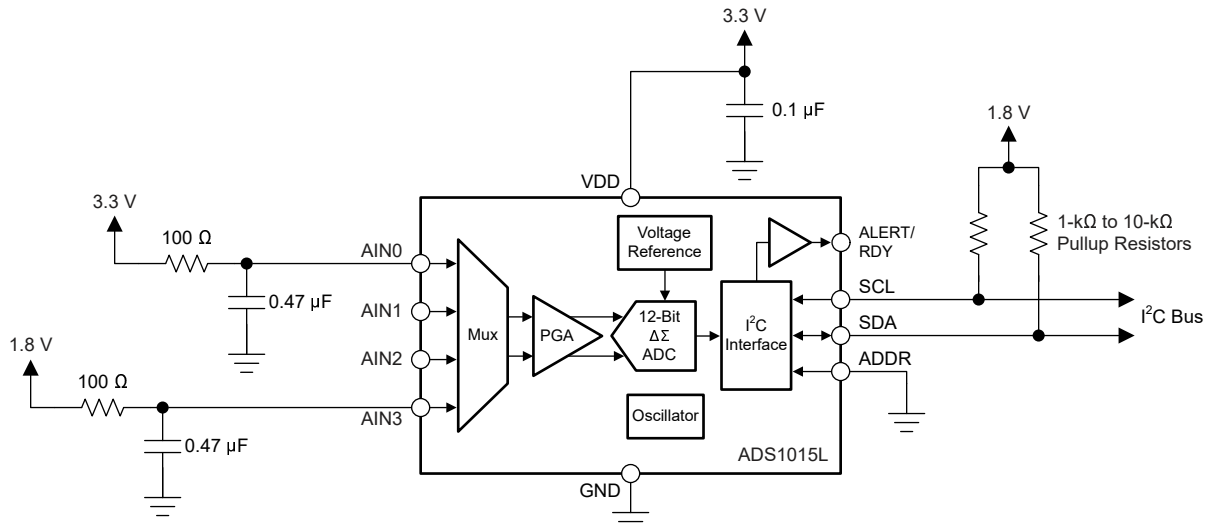 3.3 V
0.1 µF
1.8 V
VDD
3.3 V
100 Ω
AIN0
0.47 µF
AIN1
AIN2
1.8 V
100 Ω
AIN3
0.47 µF
Mux
PGA
Voltage
Reference
12-Bit
ΔΣ
ADC
Oscillator
I²C
Interface
ALERT/
RDY
SCL
SDA
ADDR
1-kΩ to 10-kΩ
Pullup Resistors
I²C Bus
ADS1015L
GND